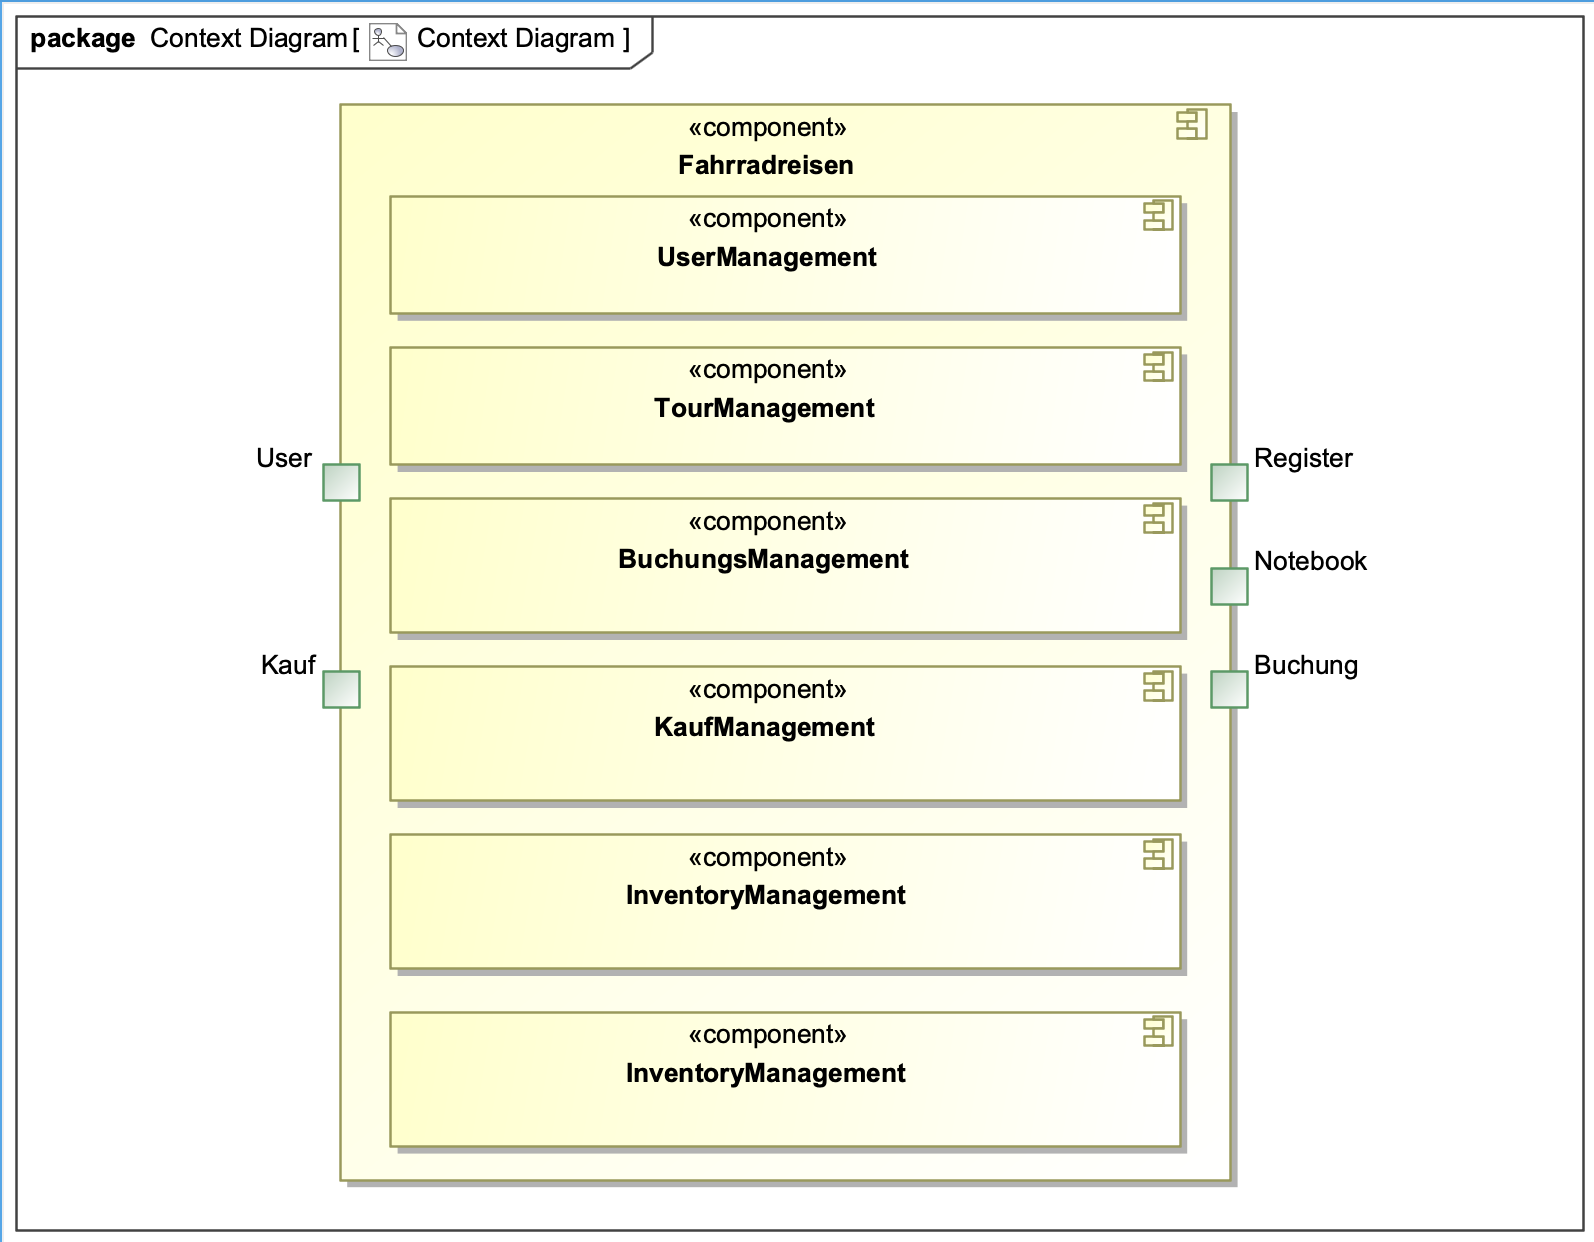 package Context Diagram [ Context Diagram ]
«component»
Fahrradreisen
«component»
UserManagement
«component»
TourManagement
User
Register
«component»
BuchungsManagement
Notebook
Kauf
Buchung
«component»
KaufManagement
«component»
InventoryManagement
«component»
InventoryManagement